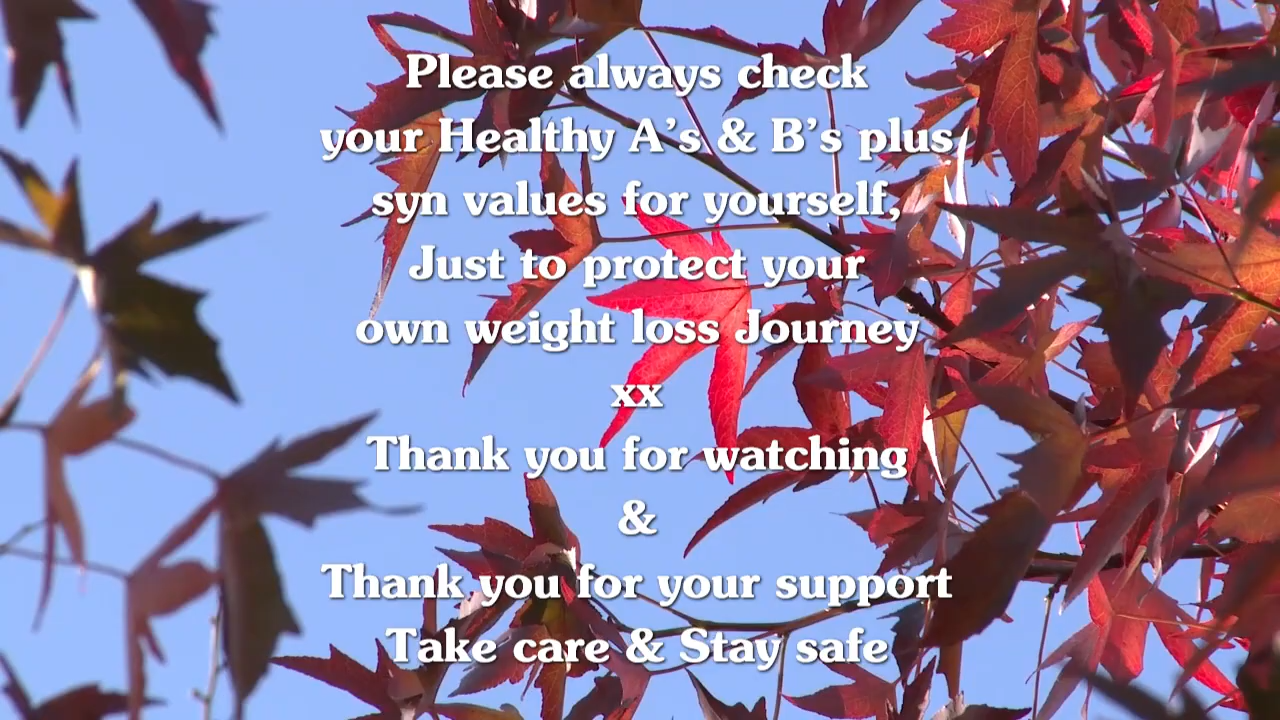 Please always check
your Healthy A's & B's plus
syn values for yourself,
Just to protect your
own weight loss Journey
xx
Thank you for watching
&
Thank you for your support
Take care & Stay safe